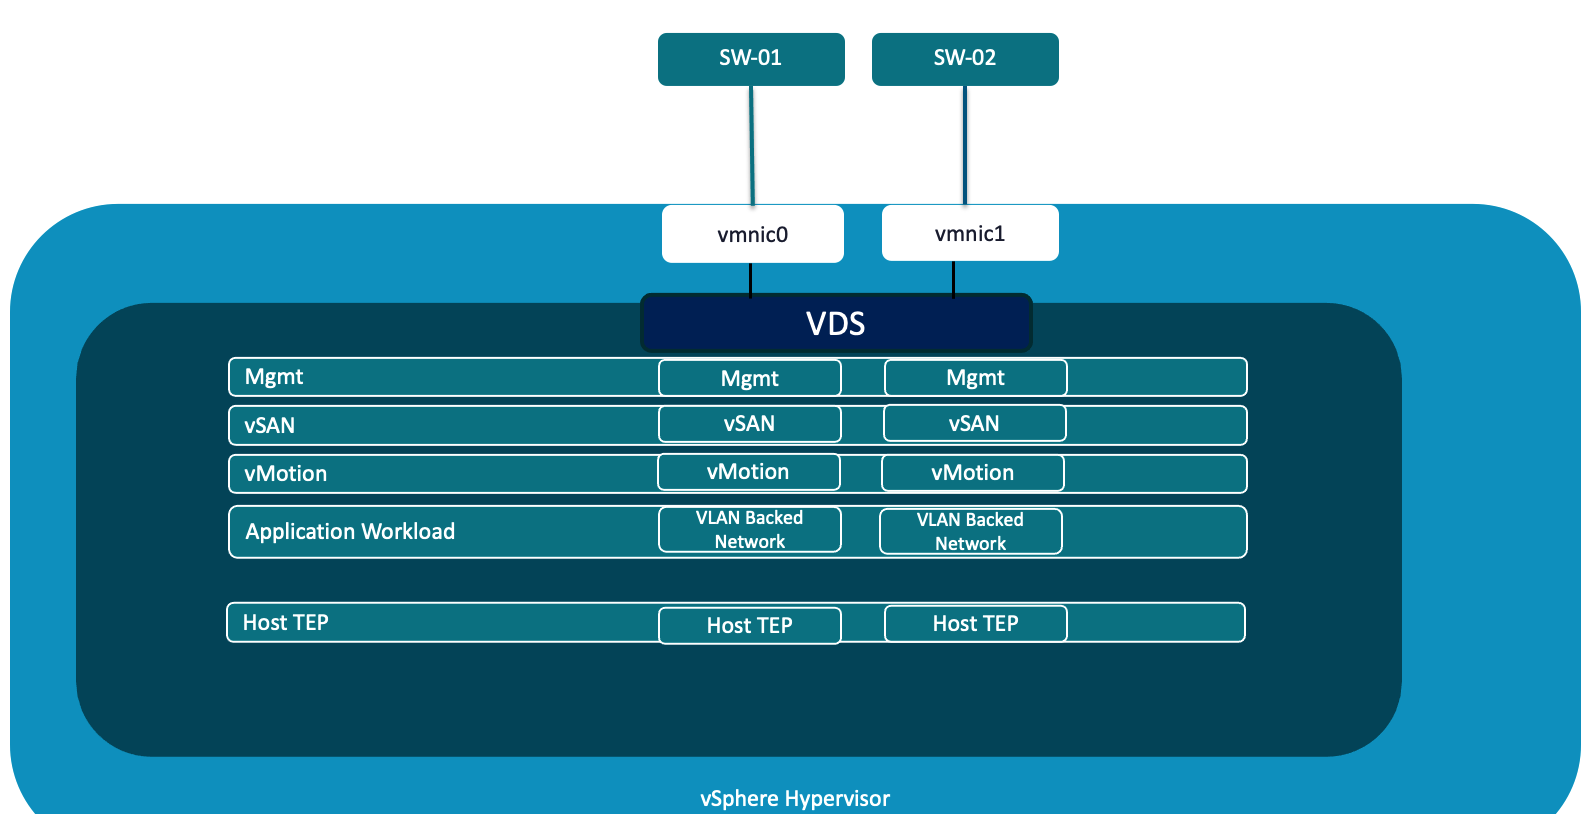 SW-01
SW-02
vmnic0
vmnic1
VDS
Mgmt
Mgmt
Mgmt
vSAN
vSAN
vSAN
vMotion
vMotion
vMotion
Application Workload
VLAN Backed
Network
VLAN Backed
Network
Host TEP
Host TEP
Host TEP
vSphere Hypervisor